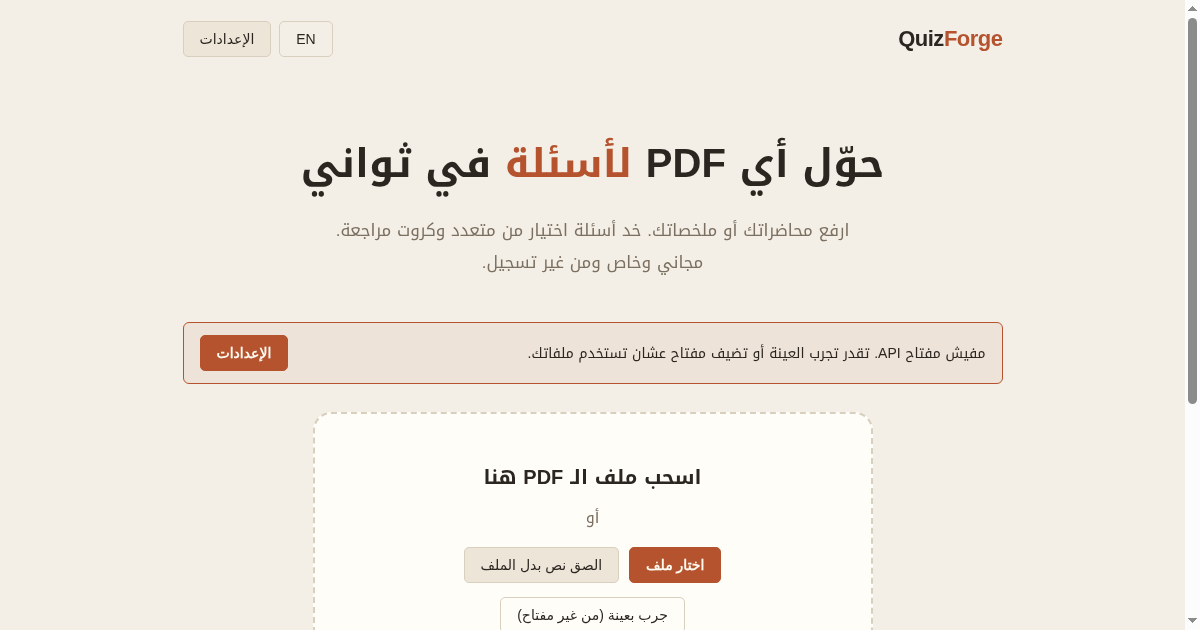 QuizForge
EN
الإعدادات
حوّل أي PDF لأسئلة في ثواني
ارفع محاضراتك أو ملخصاتك. خد أسئلة اختيار من متعدد وكروت مراجعة.
مجاني وخاص ومن غير تسجيل.
مفيش مفتاح API. تقدر تجرب العينة أو تضيف مفتاح عشان تستخدم ملفاتك.
الإعدادات
اسحب ملف الـ PDF هنا
أو
اختار ملف
الصق نص بدل الملف
جرب بعينة (من غير مفتاح)